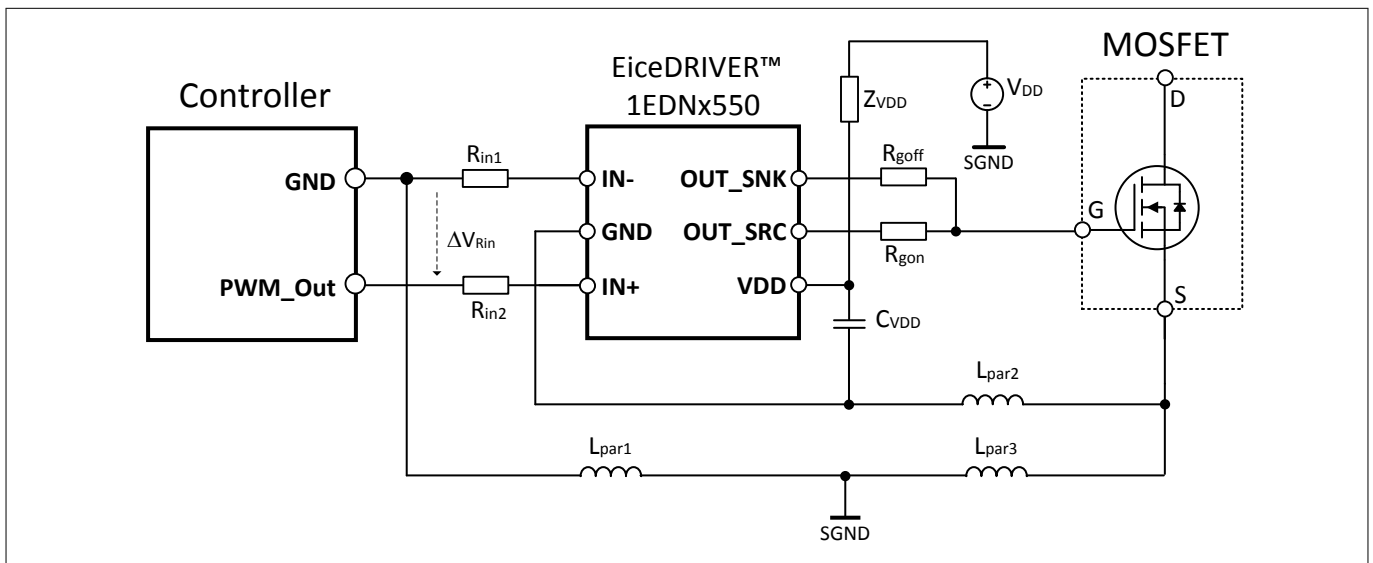 MOSFET
EiceDRIVER™
1EDNx550
Controller
D
ZVDD
VDD
SGND
Rin1
Rgoff
GND
IN-
OUT_SNK
G
ΔVRin
GND
OUT_SRC
Rgon
PWM_Out
Rin2
IN+
VDD
S
CVDD
Lpar2
Lpar1
Lpar3
SGND